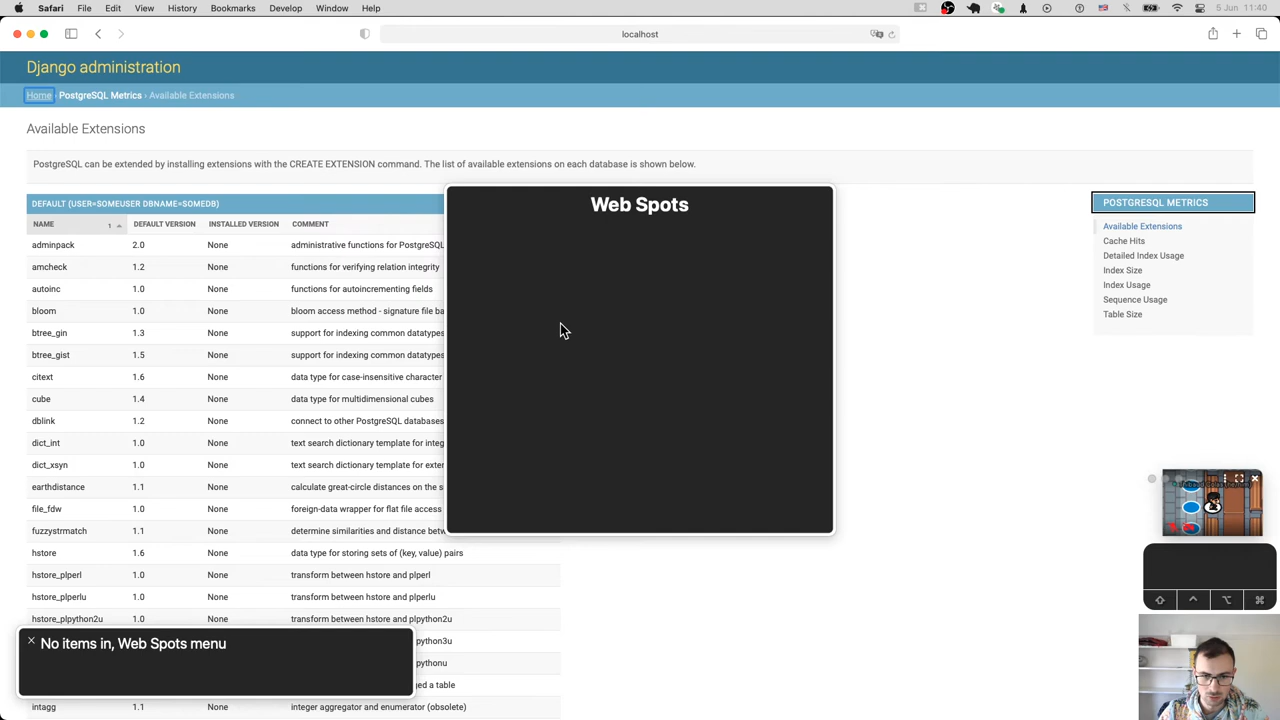 Safari File Edit View History Bookmarks Develop Window Help 5 Jun 11:40
localhost
Django administration
Home › PostgreSQL Metrics › Available Extensions
Available Extensions
PostgreSQL can be extended by installing extensions with the CREATE EXTENSION command. The list of available extensions on each database is shown below.
DEFAULT (USER=SOMEUSER DBNAME=SOMEDB)
NAME 1 DEFAULT VERSION INSTALLED VERSION COMMENT
adminpack 2.0 None administrative functions for PostgreSQL
amcheck 1.2 None functions for verifying relation integrity
autoinc 1.0 None functions for autoincrementing fields
bloom 1.0 None bloom access method - signature file ba
btree_gin 1.3 None support for indexing common datatypes
btree_gist 1.5 None support for indexing common datatypes
citext 1.6 None data type for case-insensitive character
cube 1.4 None data type for multidimensional cubes
dblink 1.2 None connect to other PostgreSQL databases
dict_int 1.0 None text search dictionary template for integ
dict_xsyn 1.0 None text search dictionary template for exter
earthdistance 1.1 None calculate great-circle distances on the s
file_fdw 1.0 None foreign-data wrapper for flat file access
fuzzystrmatch 1.1 None determine similarities and distance betw
hstore 1.6 None data type for storing sets of (key, value) pairs
hstore_plperl 1.0 None transform between hstore and plperl
hstore_plperlu 1.0 None transform between hstore and plperlu
hstore_plpython2u 1.0 None transform between hstore and plpython2u
plpython3u
plpythonu
ged a table
intagg 1.1 None integer aggregator and enumerator (obsolete)
Web Spots
POSTGRESQL METRICS
Available Extensions
Cache Hits
Detailed Index Usage
Index Size
Index Usage
Sequence Usage
Table Size
No items in, Web Spots menu